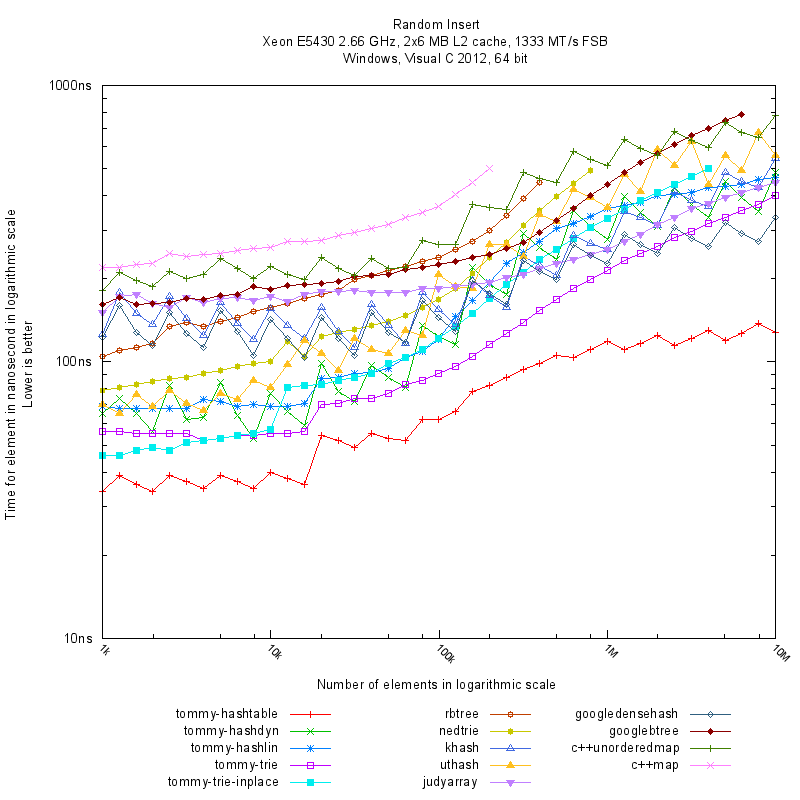 Random Insert
Xeon E5430 2.66 GHz, 2x6 MB L2 cache, 1333 MT/s FSB
Windows, Visual C 2012, 64 bit
1000ns
100ns
10ns
Time for element in nanosecond in logarithmic scale
Lower is better
1k
10k
100k
1M
10M
Number of elements in logarithmic scale
tommy-hashtable
tommy-hashdyn
tommy-hashlin
tommy-trie
tommy-trie-inplace
rbtree
nedtrie
khash
uthash
judyarray
googledensehash
googlebtree
c++unorderedmap
c++map